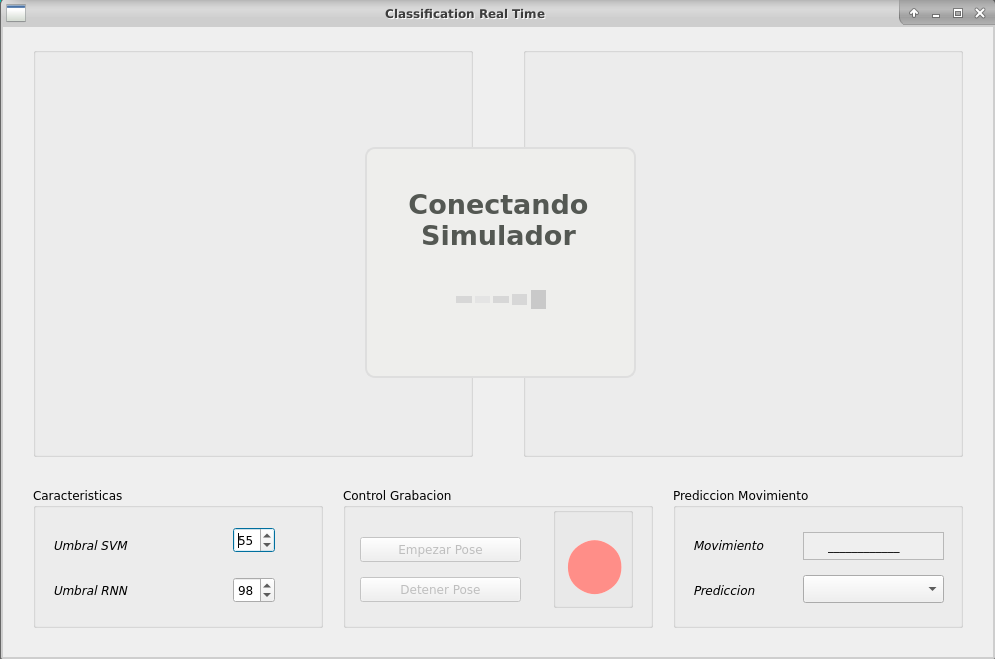 Classification Real Time
Conectando
Simulador
Caracteristicas
Umbral SVM
55
Umbral RNN
98
Control Grabacion
Empezar Pose
Detener Pose
Prediccion Movimiento
Movimiento
____________
Prediccion